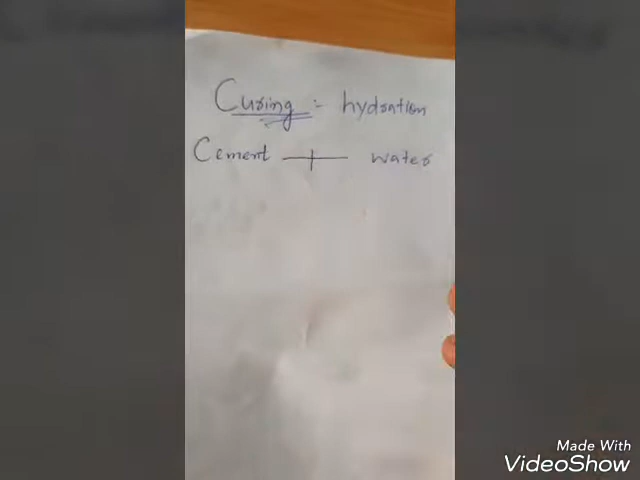 Curing :- hydration
Cement + water
Made With
VideoShow